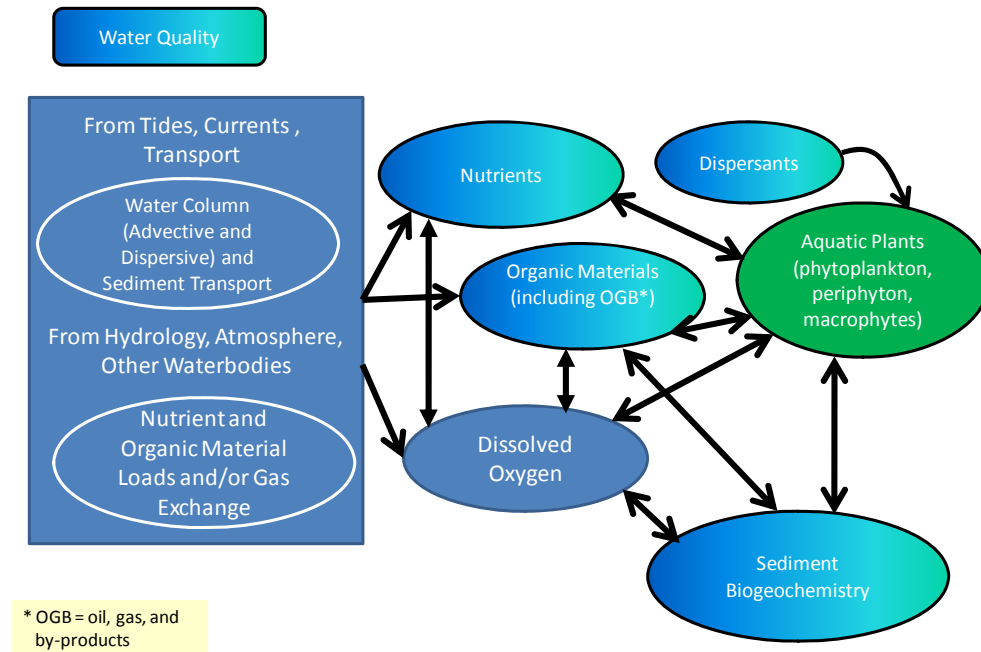 Water Quality
From Tides, Currents ,
Transport
Water Column
(Advective and
Dispersive) and
Sediment Transport
From Hydrology, Atmosphere,
Other Waterbodies
Nutrient and
Organic Material
Loads and/or Gas
Exchange
Nutrients
Dispersants
Organic Materials
(including OGB*)
Aquatic Plants
(phytoplankton,
periphyton,
macrophytes)
Dissolved
Oxygen
Sediment
Biogeochemistry
* OGB = oil, gas, and
by-products